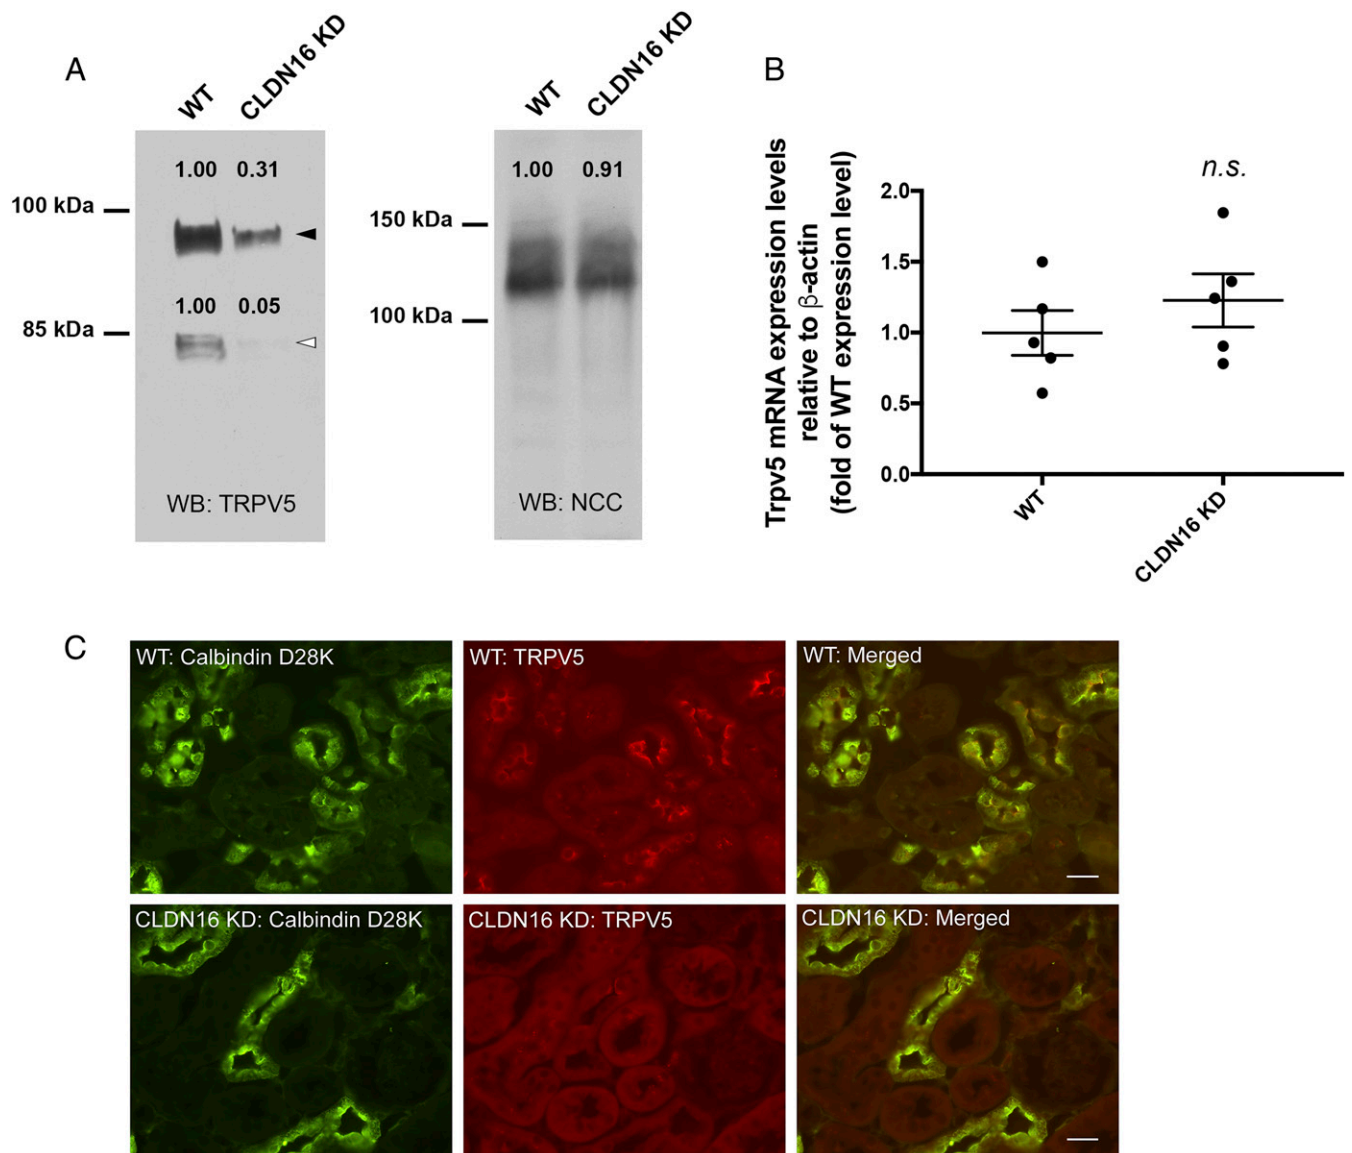 A
WT
CLDN16 KD
1.00 0.31
100 kDa
1.00 0.05
85 kDa
WB: TRPV5
WT
CLDN16 KD
1.00 0.91
150 kDa
100 kDa
WB: NCC
B
Trpv5 mRNA expression levels
relative to β-actin
(fold of WT expression level)
n.s.
2.0
1.5
1.0
0.5
0.0
WT
CLDN16 KD
C
WT: Calbindin D28K
WT: TRPV5
WT: Merged
CLDN16 KD: Calbindin D28K
CLDN16 KD: TRPV5
CLDN16 KD: Merged